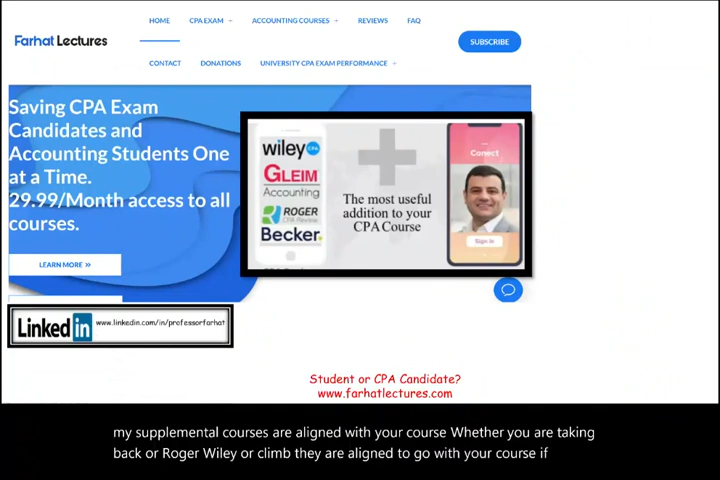 HOME
CPA EXAM
ACCOUNTING COURSES
REVIEWS
FAQ
Farhat Lectures
SUBSCRIBE
CONTACT
DONATIONS
UNIVERSITY CPA EXAM PERFORMANCE
Saving CPA Exam
Candidates and
Accounting Students One
at a Time.
29.99/Month access to all
courses.
LEARN MORE »
wiley CPA
GLEIM
Accounting
ROGER
CPA Review
Becker.
The most useful
addition to your
CPA Course
Conect
Sign in
Linked in
www.linkedin.com/in/professorfarhat
Student or CPA Candidate?
www.farhatlectures.com
my supplemental courses are aligned with your course Whether you are taking
back or Roger Wiley or climb they are aligned to go with your course if